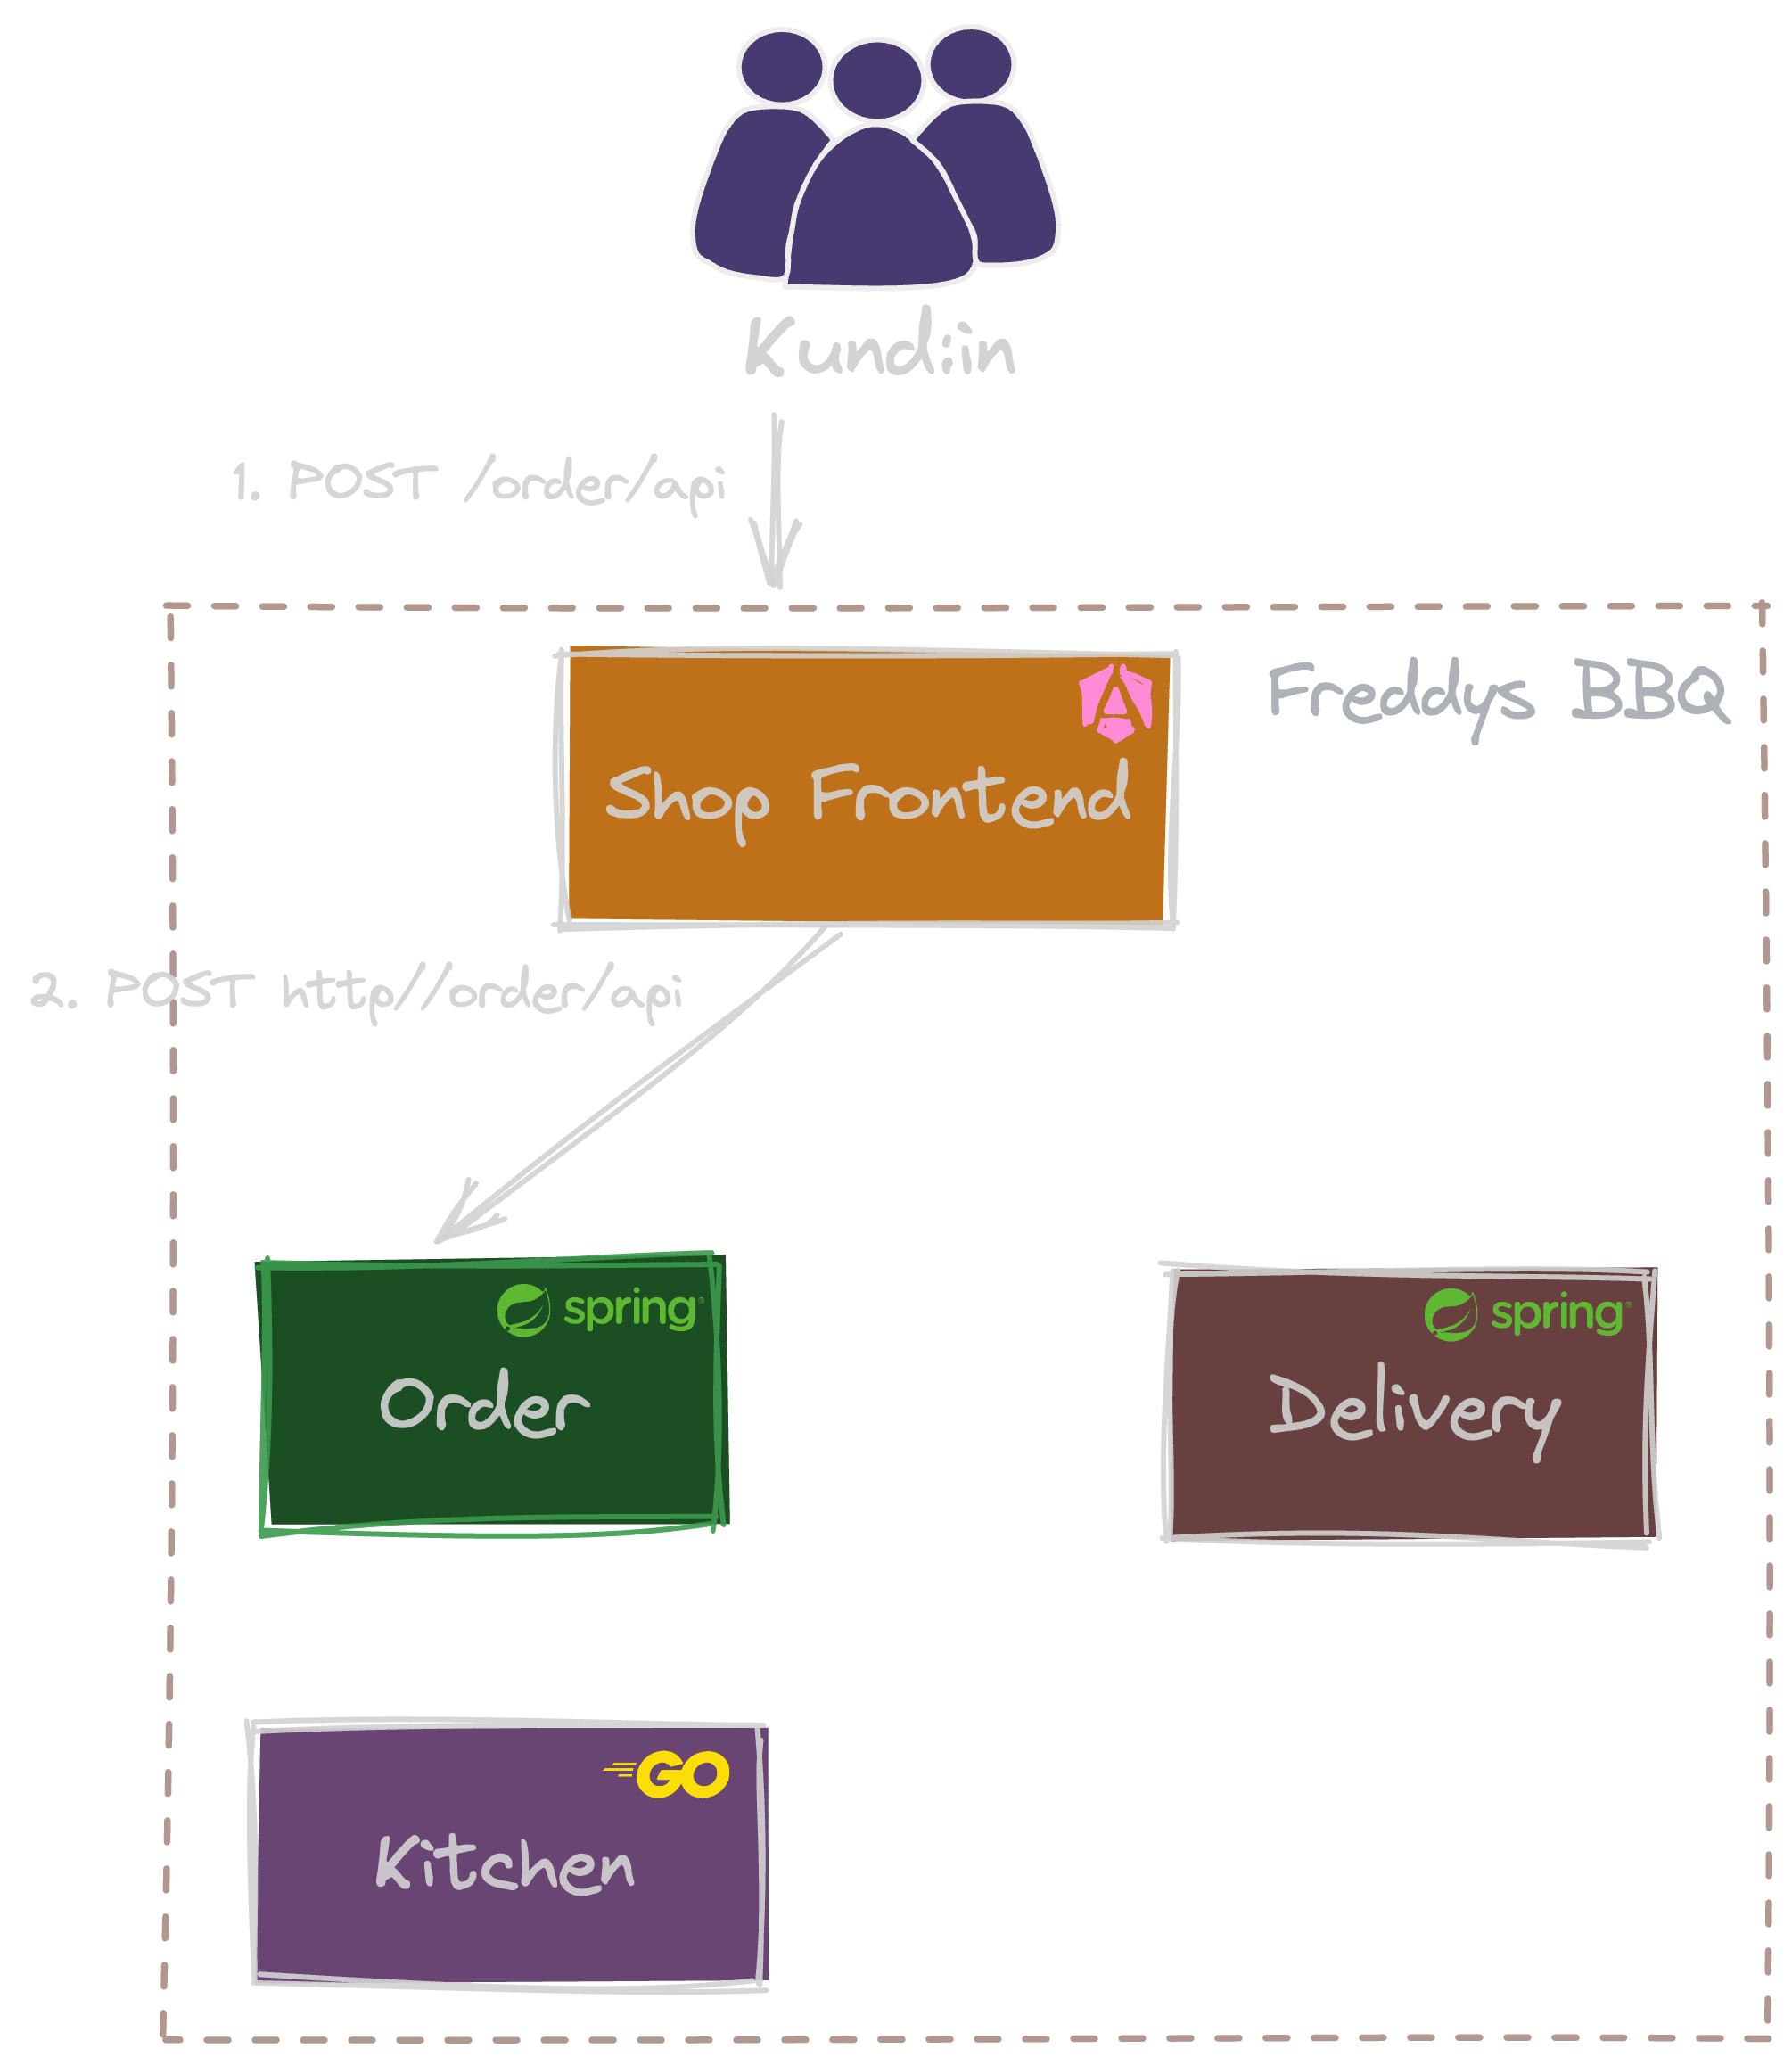 Kund:in
1. POST /order/api
Freddys BBQ
Shop Frontend
2. POST http//order/api
spring
Order
spring
Delivery
GO
Kitchen